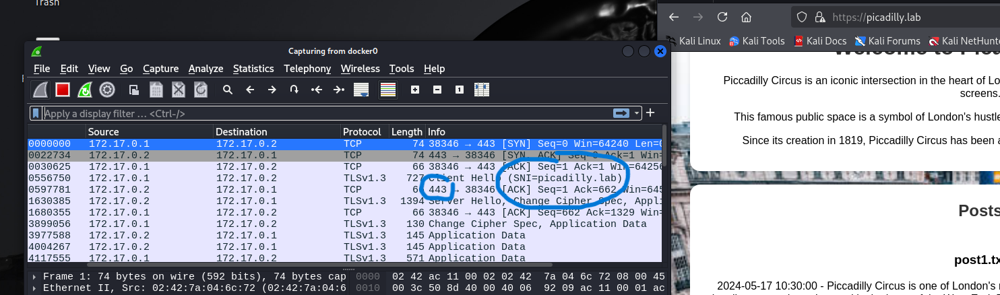 Trash
Capturing from docker0
File Edit View Go Capture Analyze Statistics Telephony Wireless Tools Help
Apply a display filter … <Ctrl-/>
Source Destination Protocol Length Info
0000000 172.17.0.1 172.17.0.2 TCP 74 38346 → 443 [SYN] Seq=0 Win=64240 Len=0
0022734 172.17.0.2 172.17.0.1 TCP 74 443 → 38346 [SYN, ACK] Seq=0 Ack=1 Win=
0030625 172.17.0.1 172.17.0.2 TCP 66 38346 → 443 [ACK] Seq=1 Ack=1 Win=64256
0556750 172.17.0.1 172.17.0.2 TLSv1.3 727 Client Hello (SNI=picadilly.lab)
0597781 172.17.0.2 172.17.0.1 TCP 443 → 38346 [ACK] Seq=1 Ack=662 Win=645
1630385 172.17.0.2 172.17.0.1 TLSv1.3 1394 Server Hello, Change Cipher Spec, Appli
1680355 172.17.0.1 172.17.0.2 TCP 66 38346 → 443 [ACK] Seq=662 Ack=1329 Win=
3899056 172.17.0.1 172.17.0.2 TLSv1.3 130 Change Cipher Spec, Application Data
3977588 172.17.0.2 172.17.0.1 TLSv1.3 145 Application Data
4004267 172.17.0.2 172.17.0.1 TLSv1.3 145 Application Data
4117555 172.17.0.1 172.17.0.2 TLSv1.3 571 Application Data
Frame 1: 74 bytes on wire (592 bits), 74 bytes cap
Ethernet II, Src: 02:42:7a:04:6c:72 (02:42:7a:04:6
0000 02 42 ac 11 00 02 02 42 7a 04 6c 72 08 00 45
0010 00 3c 50 8d 40 00 40 06 92 09 ac 11 00 01 ac
https://picadilly.lab
Kali Linux Kali Tools Kali Docs Kali Forums Kali NetHunte
Welcome to Pica
Piccadilly Circus is an iconic intersection in the heart of Lo
screens.
This famous public space is a symbol of London's hustle
Since its creation in 1819, Piccadilly Circus has been a
Posts
post1.tx
2024-05-17 10:30:00 - Piccadilly Circus is one of London's